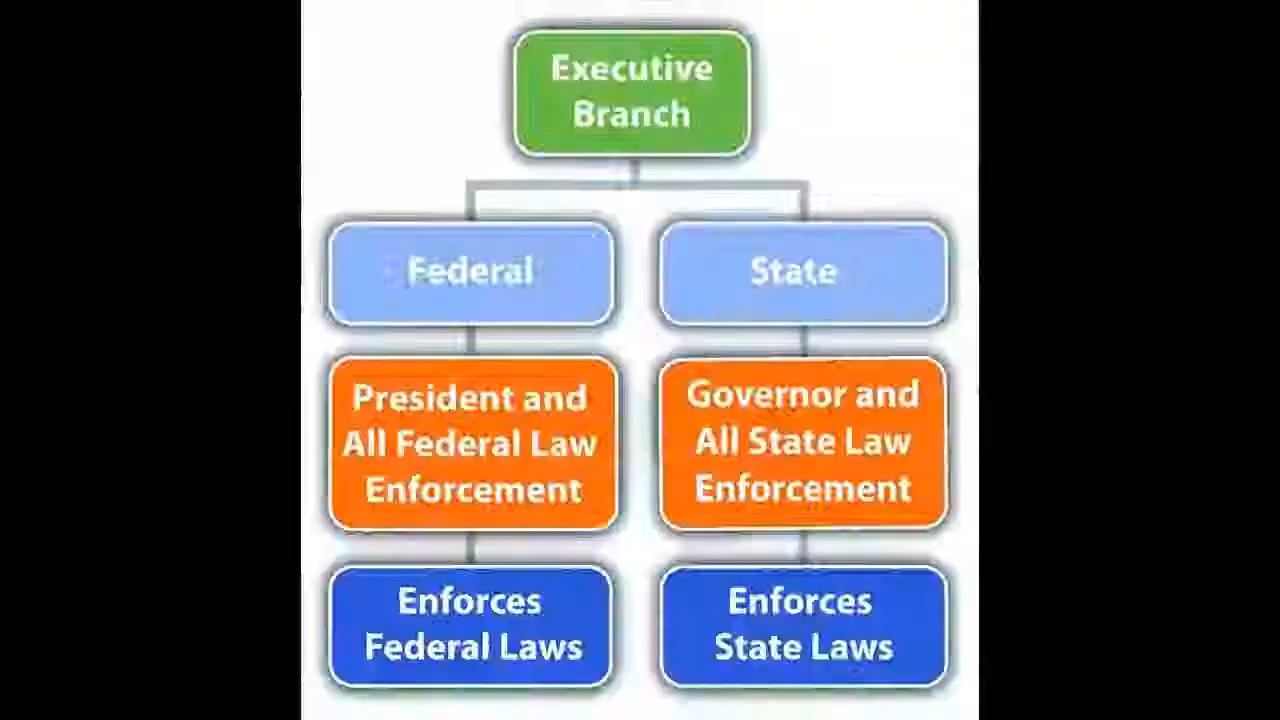 Executive
Branch
Federal
State
President and
All Federal Law
Enforcement
Governor and
All State Law
Enforcement
Enforces
Federal Laws
Enforces
State Laws